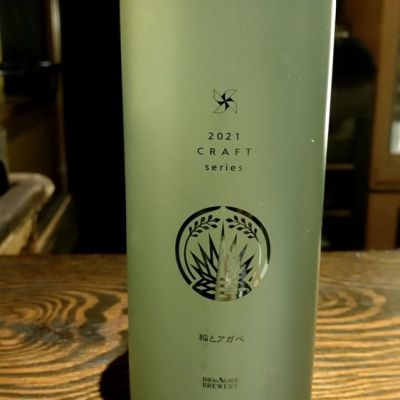 2021
CRAFT
series
稲とアガベ
INE TO AGAVE
BREWERY